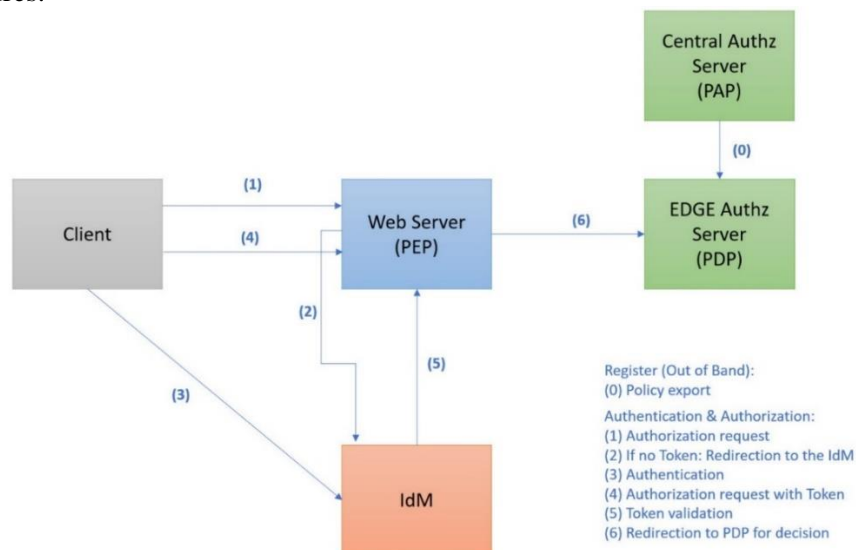 Central Authz
Server
(PAP)
(0)
(1)
Client
(4)
Web Server
(PEP)
(6)
EDGE Authz
Server
(PDP)
(2)
(5)
(3)
IdM
Register (Out of Band):
(0) Policy export
Authentication & Authorization:
(1) Authorization request
(2) If no Token: Redirection to the IdM
(3) Authentication
(4) Authorization request with Token
(5) Token validation
(6) Redirection to PDP for decision